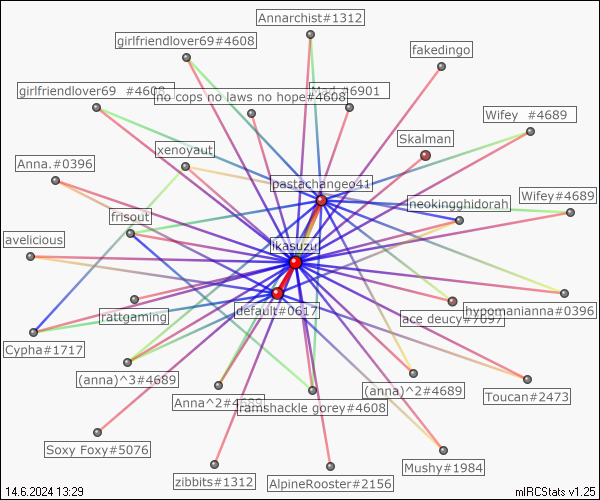 Annarchist#1312
girlfriendlover69#4608
fakedingo
girlfriendlover69 #4608
no cops no laws no hope#4608
#6901
Wifey #4689
Skalman
xenoyaut
Anna.#0396
pastachangeo41
Wifey#4689
neokingghidorah
frisout
avelicious
ikasuzu
rattgaming
default#0617
ace deucy#7097
hypomanianna#0396
Cypha#1717
(anna)^3#4689
(anna)^2#4689
Toucan#2473
Anna^2#4689
ramshackle gorey#4608
Soxy Foxy#5076
Mushy#1984
zibbits#1312
AlpineRooster#2156
14.6.2024 13:29
mIRCStats v1.25